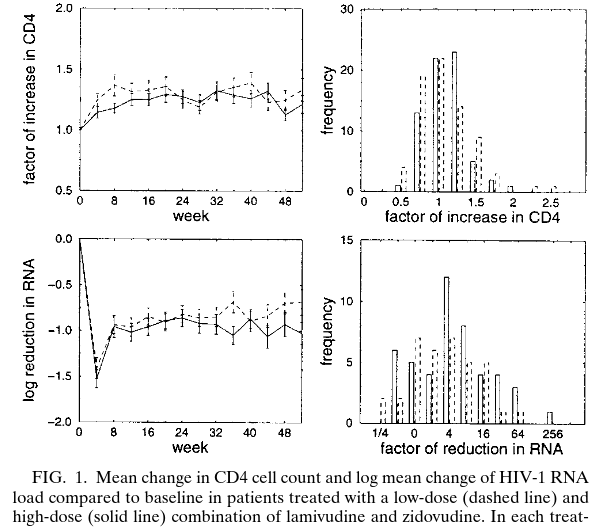 2.0
1.5
1.0
0.5
factor of increase in CD4
0 8 16 24 32 40 48
week
30
20
10
0
frequency
0 0.5 1 1.5 2 2.5
factor of increase in CD4
0.0
−0.5
−1.0
−1.5
−2.0
log reduction in RNA
0 8 16 24 32 40 48
week
15
10
5
0
frequency
1/4 0 4 16 64 256
factor of reduction in RNA
FIG. 1. Mean change in CD4 cell count and log mean change of HIV-1 RNA
load compared to baseline in patients treated with a low-dose (dashed line) and
high-dose (solid line) combination of lamivudine and zidovudine. In each treat-